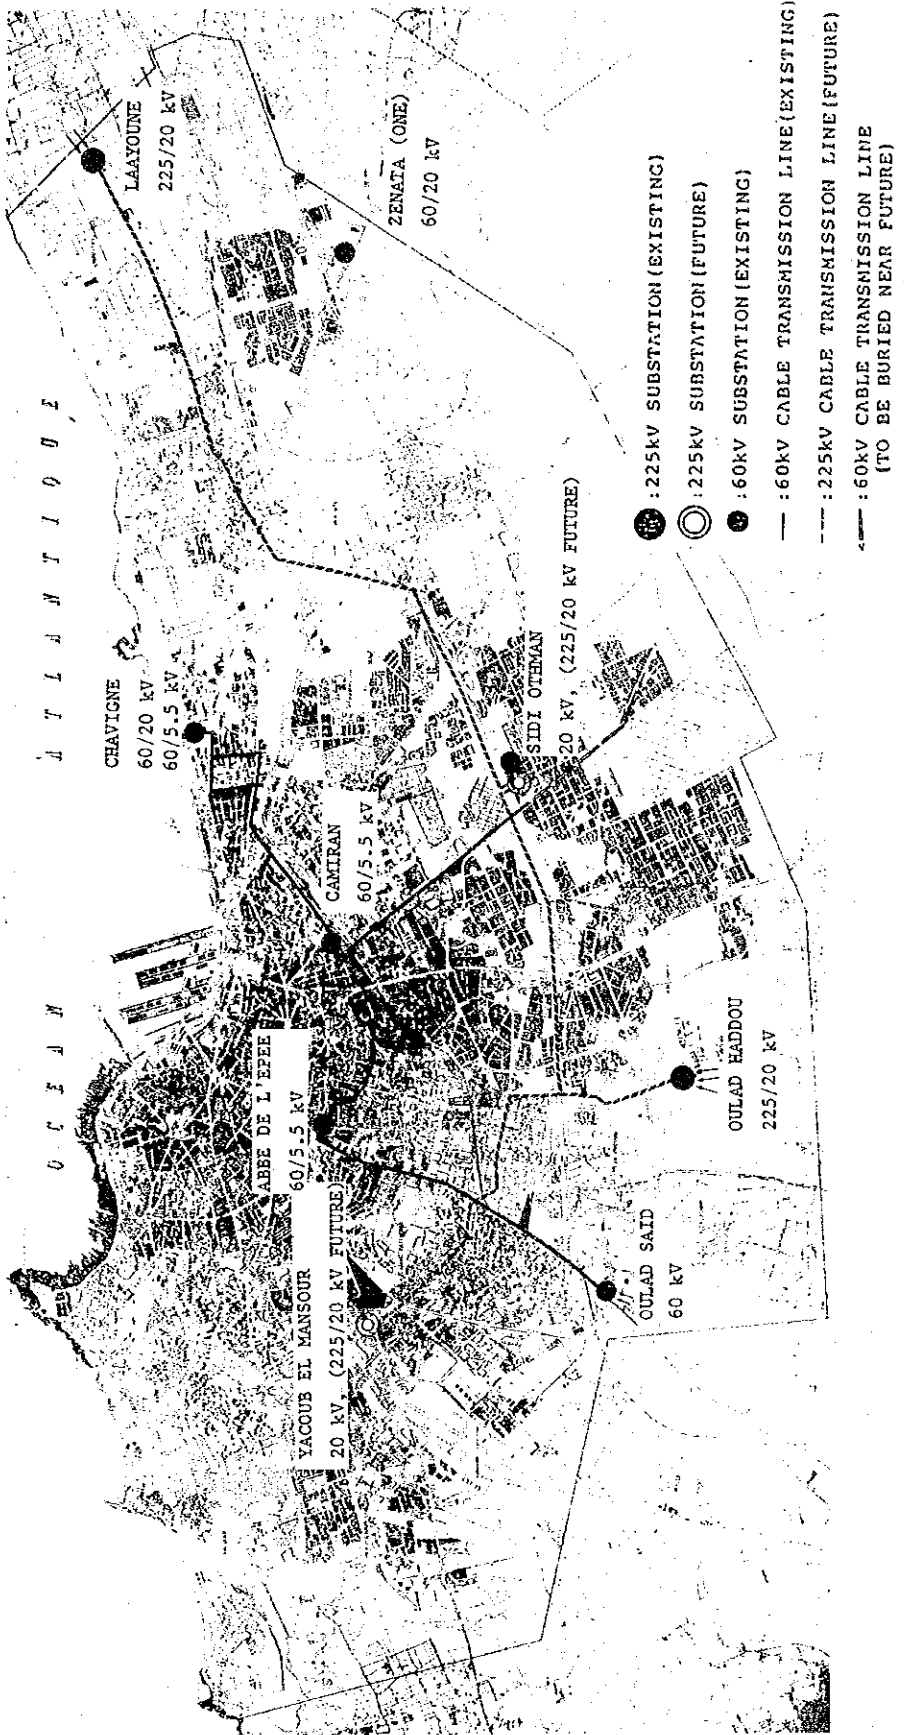 OCEAN ATLANTIQUE
LAAYOUNE
225/20 kV
ZENATA (ONE)
60/20 kV
CHAVIGNE
60/20 kV
60/5.5 kV
CAMIRAN
60/5.5 kV
SIDI OTHMAN
20 kV, (225/20 kV FUTURE)
ABBE DE L'EPEE
60/5.5 kV
YACOUB EL MANSOUR
20 kV, (225/20 kV FUTURE)
OULAD HADDOU
225/20 kV
OULAD SAID
60 kV
:225kV SUBSTATION(EXISTING)
:225kV SUBSTATION(FUTURE)
:60kV SUBSTATION(EXISTING)
:60kV CABLE TRANSMISSION LINE(EXISTING)
:225kV CABLE TRANSMISSION LINE(FUTURE)
:60kV CABLE TRANSMISSION LINE
(TO BE BURIED NEAR FUTURE)